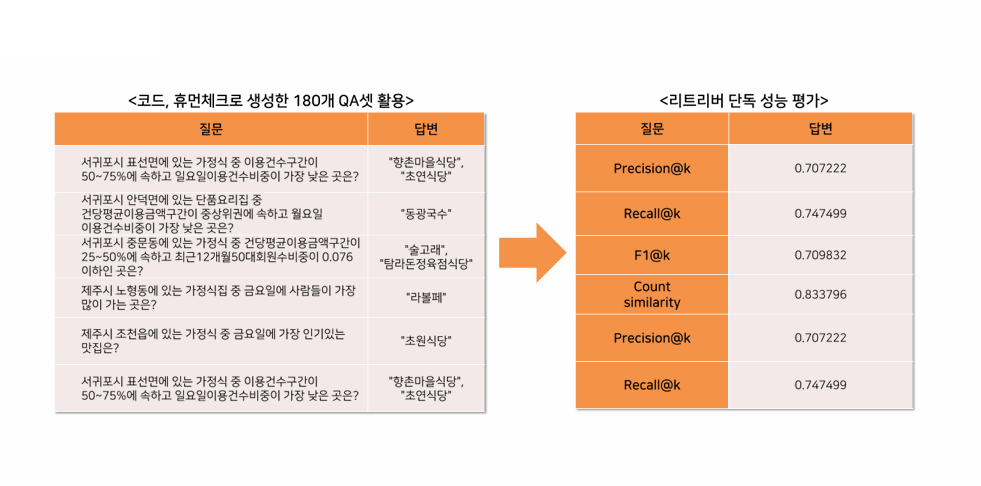 <코드, 휴먼체크로 생성한 180개 QA셋 활용>
질문 답변
서귀포시 표선면에 있는 가정식 중 이용건수구간이
50~75%에 속하고 일요일이용건수비중이 가장 낮은 곳은?
"향촌마을식당",
"초연식당"
서귀포시 안덕면에 있는 단품요리집 중
건당평균이용금액구간이 중상위권에 속하고 월요일
이용건수비중이 가장 낮은 곳은?
"동광국수"
서귀포시 중문동에 있는 가정식 중 건당평균이용금액구간이
25~50%에 속하고 최근12개월50대회원수비중이 0.076
이하인 곳은?
"술고래",
"탐라돈정육점식당"
제주시 노형동에 있는 가정식집 중 금요일에 사람들이 가장
많이 가는 곳은?
"라볼페"
제주시 조천읍에 있는 가정식 중 금요일에 가장 인기있는
맛집은?
"초원식당"
서귀포시 표선면에 있는 가정식 중 이용건수구간이
50~75%에 속하고 일요일이용건수비중이 가장 낮은 곳은?
"향촌마을식당",
"초연식당"
<리트리버 단독 성능 평가>
질문 답변
Precision@k 0.707222
Recall@k 0.747499
F1@k 0.709832
Count
similarity
0.833796
Precision@k 0.707222
Recall@k 0.747499